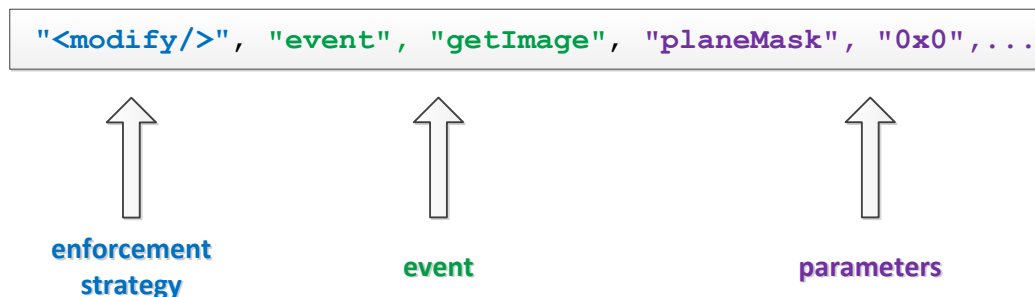 "<modify/>", "event", "getImage", "planeMask", "0x0",...
enforcement
strategy
event
parameters